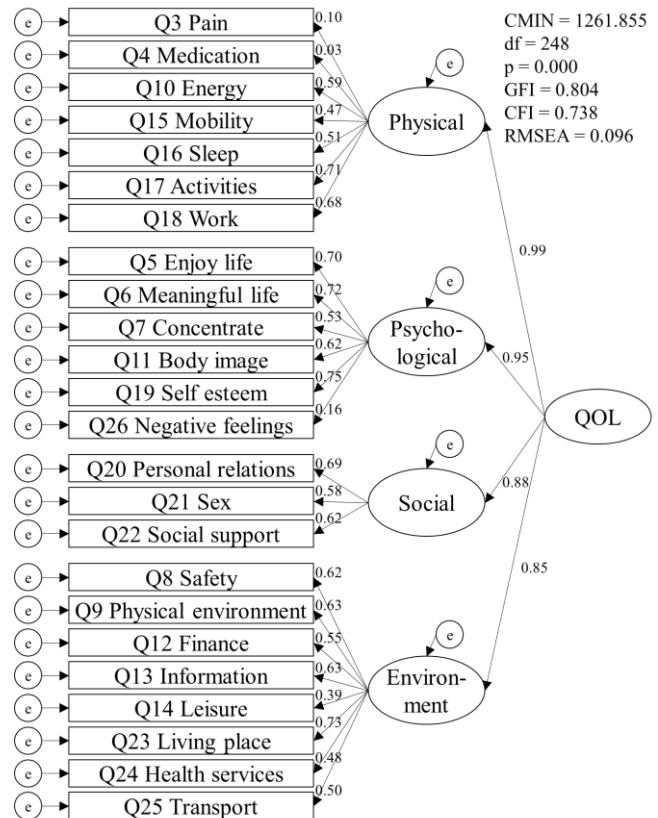 e
Q3 Pain
0.10
e
Q4 Medication
0.03
e
Q10 Energy
0.59
e
Q15 Mobility
0.47
e
Q16 Sleep
0.51
e
Q17 Activities
0.71
e
Q18 Work
0.68
e
Physical
CMIN = 1261.855
df = 248
p = 0.000
GFI = 0.804
CFI = 0.738
RMSEA = 0.096
0.99
e
Q5 Enjoy life
0.70
e
Q6 Meaningful life
0.72
e
Q7 Concentrate
0.53
e
Q11 Body image
0.62
e
Q19 Self esteem
0.75
e
Q26 Negative feelings
0.16
e
Psycho-
logical
0.95
QOL
e
Q20 Personal relations
0.69
e
Q21 Sex
0.58
e
Q22 Social support
0.62
e
Social
0.88
e
Q8 Safety
0.62
e
Q9 Physical environment
0.63
e
Q12 Finance
0.55
e
Q13 Information
0.63
e
Q14 Leisure
0.39
e
Q23 Living place
0.73
e
Q24 Health services
0.48
e
Q25 Transport
0.50
e
Environ-
ment
0.85